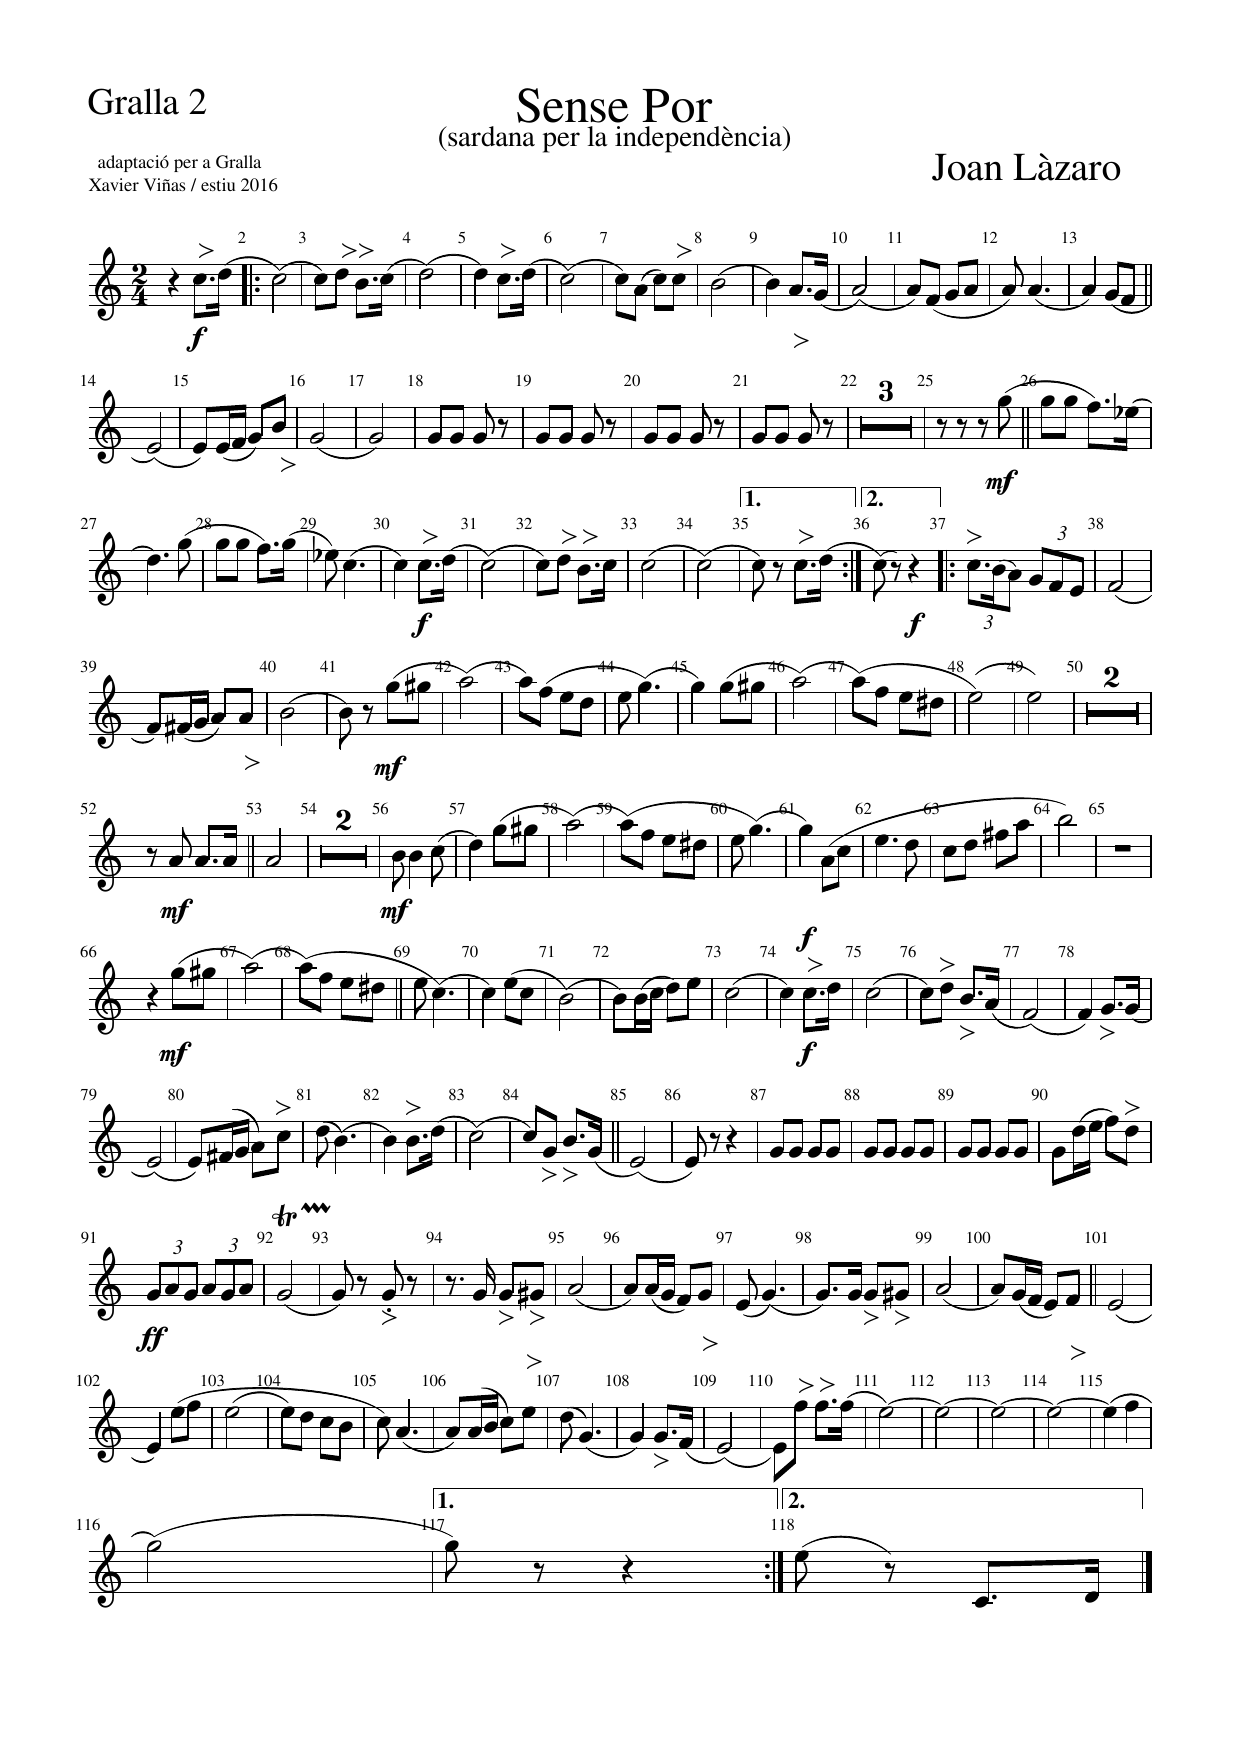 Gralla 2
Sense Por
(sardana per la independència)
adaptació per a Gralla
Xavier Viñas / estiu 2016
Joan Làzaro
2 3 4 5 6 7 8 9 10 11 12 13
2 4
f
14 15 16 17 18 19 20 21 22 25 26
3
mf
1. 2.
27 28 29 30 31 32 33 34 35 36 37 38
3
f f 3
39 40 41 42 43 44 45 46 47 48 49 50
2
mf
52 53 54 56 57 58 59 60 61 62 63 64 65
2
mf mf
f
66 67 68 69 70 71 72 73 74 75 76 77 78
mf f
79 80 81 82 83 84 85 86 87 88 89 90
tr
91 92 93 94 95 96 97 98 99 100 101
3 3
ff
102 103 104 105 106 107 108 109 110 111 112 113 114 115
1. 2.
116 117 118